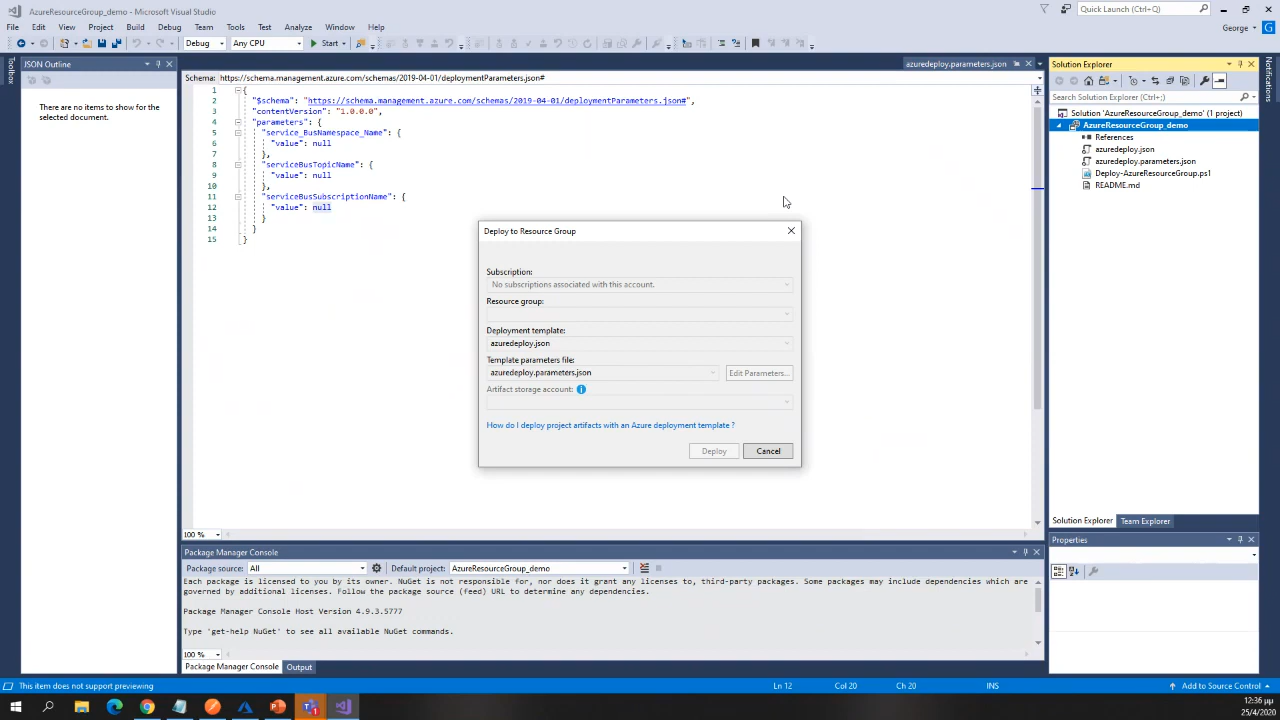 AzureResourceGroup_demo - Microsoft Visual Studio
Quick Launch (Ctrl+Q)
File Edit View Project Build Debug Team Tools Test Analyze Window Help
George
G
Debug Any CPU Start
Toolbox
JSON Outline
There are no items to show for the
selected document.
azuredeploy.parameters.json
Schema: https://schema.management.azure.com/schemas/2019-04-01/deploymentParameters.json#
1 {
2 "$schema": "https://schema.management.azure.com/schemas/2019-04-01/deploymentParameters.json#",
3 "contentVersion": "1.0.0.0",
4 "parameters": {
5 "service_BusNamespace_Name": {
6 "value": null
7 },
8 "serviceBusTopicName": {
9 "value": null
10 },
11 "serviceBusSubscriptionName": {
12 "value": null
13 }
14 }
15 }
100 %
Deploy to Resource Group
Subscription:
No subscriptions associated with this account.
Resource group:
Deployment template:
azuredeploy.json
Template parameters file:
azuredeploy.parameters.json
Edit Parameters...
Artifact storage account:
How do I deploy project artifacts with an Azure deployment template ?
Deploy Cancel
Package Manager Console
Package source: All Default project: AzureResourceGroup_demo
Each package is licensed to you by its owner. NuGet is not responsible for, nor does it grant any licenses to, third-party packages. Some packages may include dependencies which are
governed by additional licenses. Follow the package source (feed) URL to determine any dependencies.
Package Manager Console Host Version 4.9.3.5777
Type 'get-help NuGet' to see all available NuGet commands.
100 %
Package Manager Console Output
Solution Explorer
Search Solution Explorer (Ctrl+;)
Solution 'AzureResourceGroup_demo' (1 project)
AzureResourceGroup_demo
References
azuredeploy.json
azuredeploy.parameters.json
Deploy-AzureResourceGroup.ps1
README.md
Solution Explorer Team Explorer
Properties
Notifications
This item does not support previewing
Ln 12 Col 20 Ch 20 INS
Add to Source Control
12:36 μμ
25/4/2020